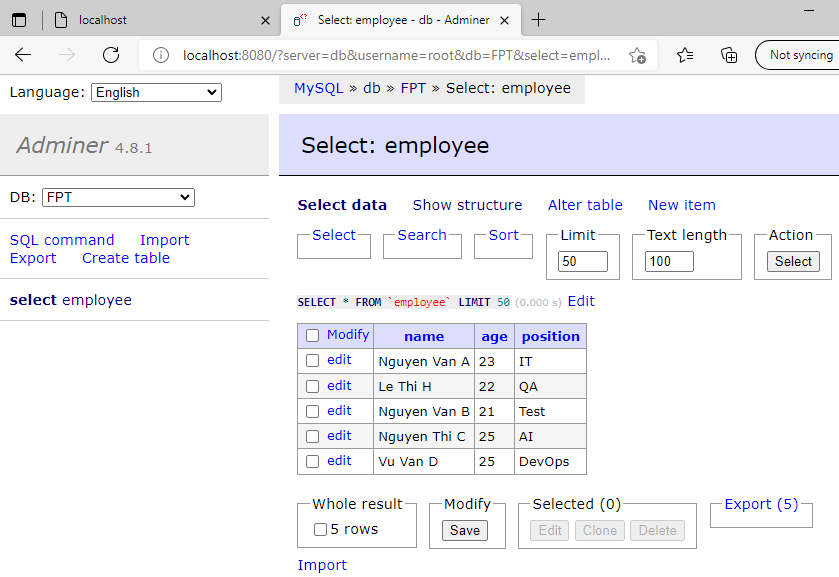 localhost
Select: employee - db - Adminer
localhost:8080/?server=db&username=root&db=FPT&select=empl...
Not syncing
Language: English
MySQL » db » FPT » Select: employee
Adminer 4.8.1
Select: employee
DB: FPT
Select data Show structure Alter table New item
SQL command Import
Export Create table
Select Search Sort Limit Text length Action
50 100 Select
select employee
SELECT * FROM `employee` LIMIT 50 (0.000 s) Edit
Modify name age position
edit Nguyen Van A 23 IT
edit Le Thi H 22 QA
edit Nguyen Van B 21 Test
edit Nguyen Thi C 25 AI
edit Vu Van D 25 DevOps
Whole result Modify Selected (0) Export (5)
5 rows Save Edit Clone Delete
Import